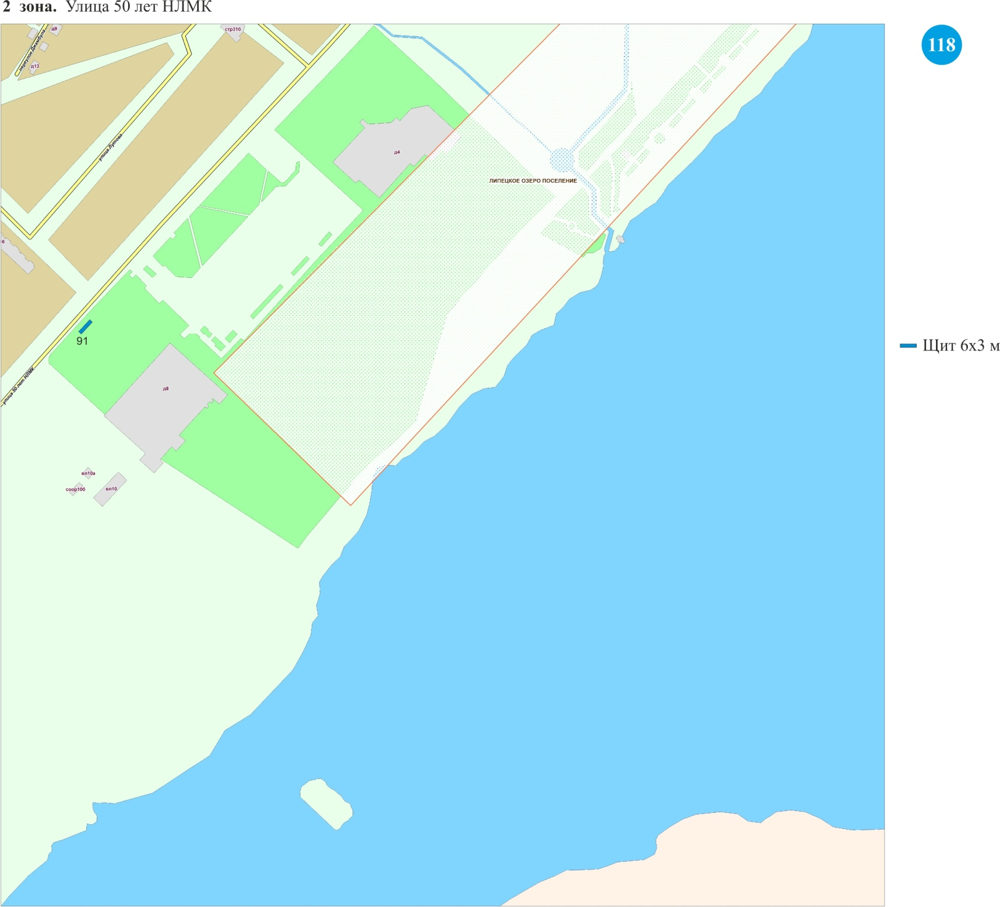 2 зона. Улица 50 лет НЛМК
118
д9
стр31б
переулок Джамбула
д13
улица Лутова
д4
ЛИПЕЦКОЕ ОЗЕРО ПОСЕЛЕНИЕ
6
91
Щит 6х3 м
улица 50 лет НЛМК
д8
вл10а
соор10б
вл10